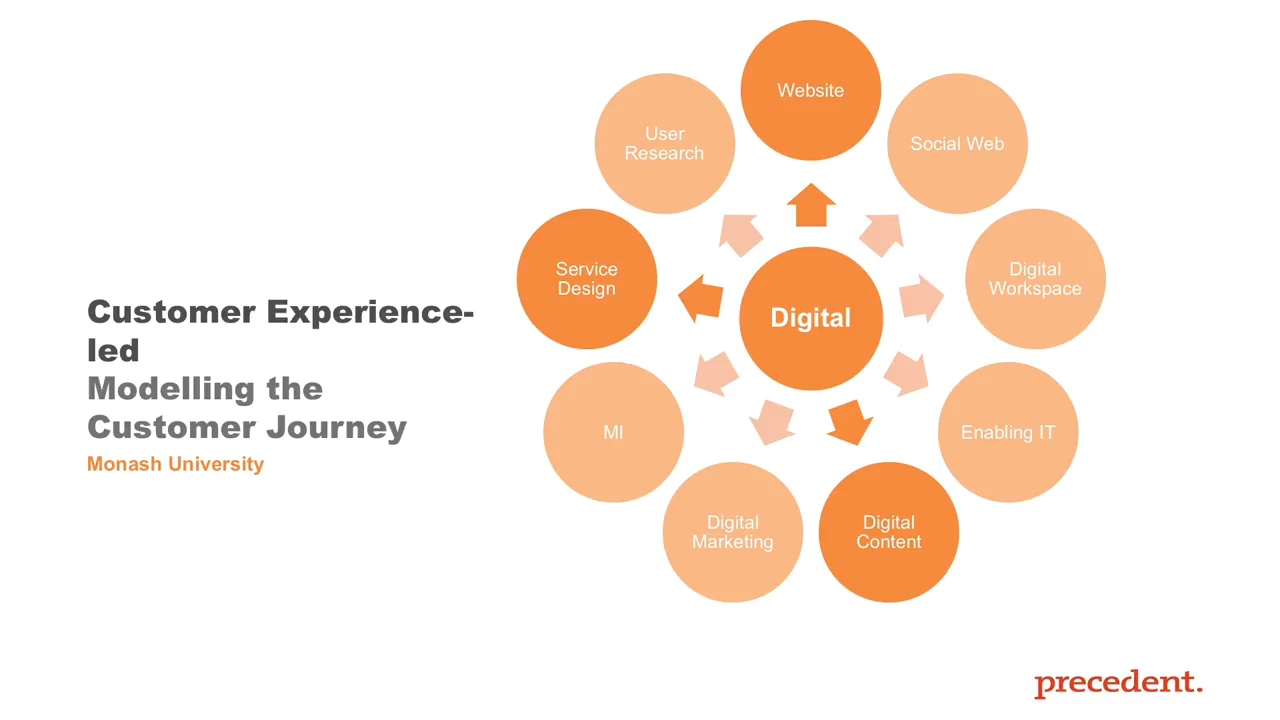 Customer Experience-
led
Modelling the
Customer Journey
Monash University
Website
Social Web
Digital
Workspace
Enabling IT
Digital
Content
Digital
Marketing
MI
Service
Design
User
Research
Digital
precedent.